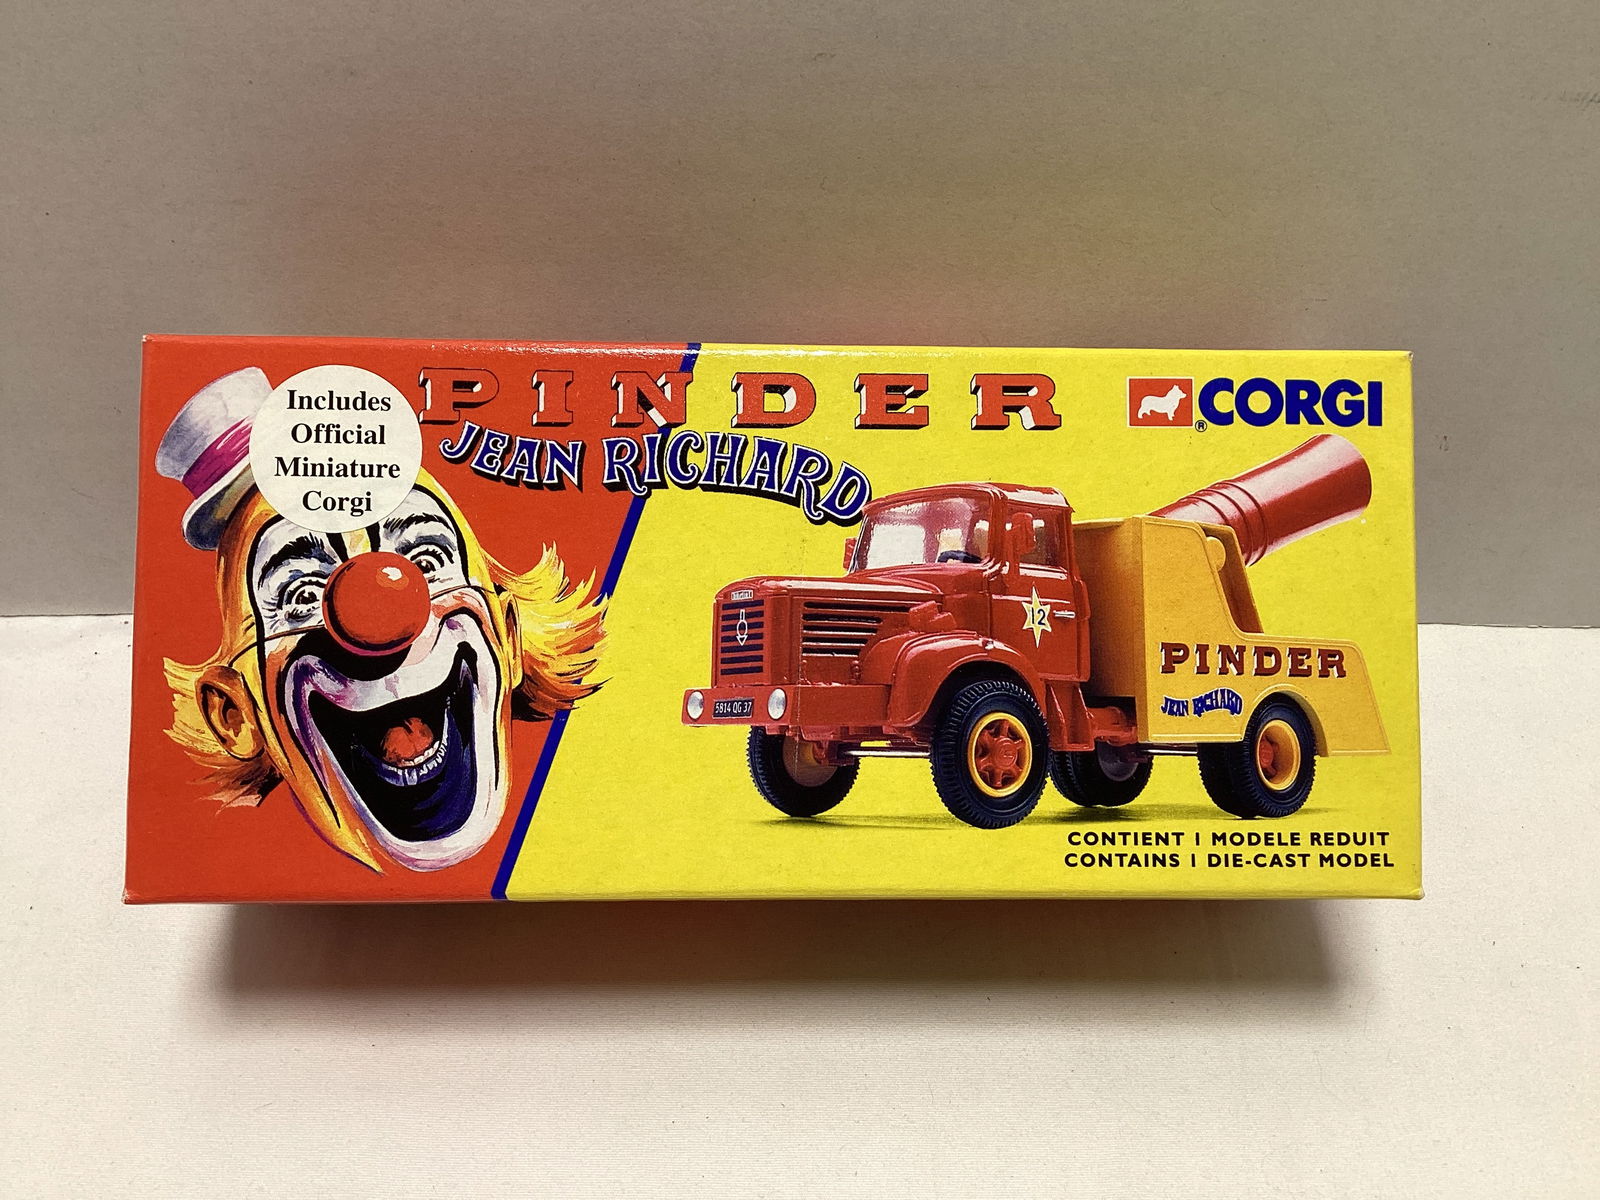 Includes
Official
Miniature
Corgi
PINDER
JEAN RICHARD
® CORGI
12
5814 QG 37
PINDER
JEAN RICHARD
CONTIENT 1 MODELE REDUIT
CONTAINS 1 DIE-CAST MODEL